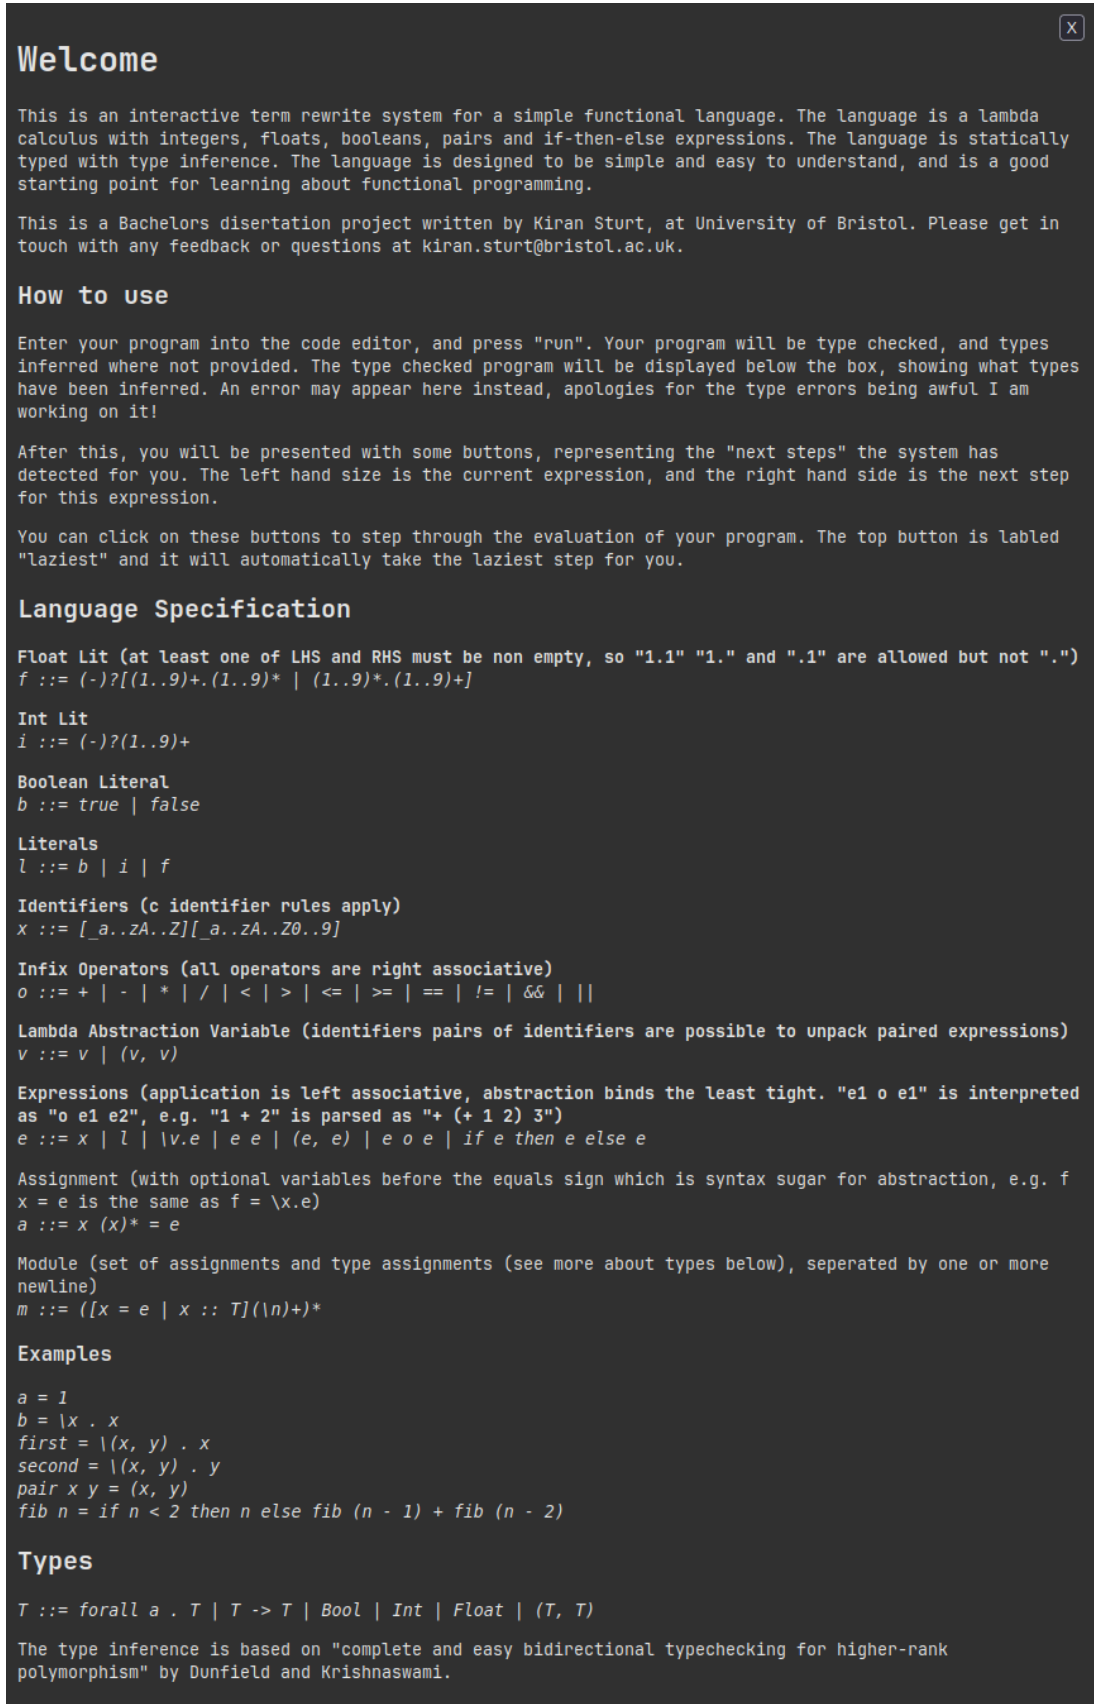 X
Welcome
This is an interactive term rewrite system for a simple functional language. The language is a lambda
calculus with integers, floats, booleans, pairs and if-then-else expressions. The language is statically
typed with type inference. The language is designed to be simple and easy to understand, and is a good
starting point for learning about functional programming.
This is a Bachelors disertation project written by Kiran Sturt, at University of Bristol. Please get in
touch with any feedback or questions at kiran.sturt@bristol.ac.uk.
How to use
Enter your program into the code editor, and press "run". Your program will be type checked, and types
inferred where not provided. The type checked program will be displayed below the box, showing what types
have been inferred. An error may appear here instead, apologies for the type errors being awful I am
working on it!
After this, you will be presented with some buttons, representing the "next steps" the system has
detected for you. The left hand size is the current expression, and the right hand side is the next step
for this expression.
You can click on these buttons to step through the evaluation of your program. The top button is labled
"laziest" and it will automatically take the laziest step for you.
Language Specification
Float Lit (at least one of LHS and RHS must be non empty, so "1.1" "1." and ".1" are allowed but not ".")
f ::= (-)?[(1..9)+.(1..9)* | (1..9)*.(1..9)+]
Int Lit
i ::= (-)?(1..9)+
Boolean Literal
b ::= true | false
Literals
l ::= b | i | f
Identifiers (c identifier rules apply)
x ::= [_a..zA..Z][_a..zA..Z0..9]
Infix Operators (all operators are right associative)
o ::= + | - | * | / | < | > | <= | >= | == | != | && | ||
Lambda Abstraction Variable (identifiers pairs of identifiers are possible to unpack paired expressions)
v ::= v | (v, v)
Expressions (application is left associative, abstraction binds the least tight. "e1 o e1" is interpreted
as "o e1 e2", e.g. "1 + 2" is parsed as "+ (+ 1 2) 3")
e ::= x | l | \v.e | e e | (e, e) | e o e | if e then e else e
Assignment (with optional variables before the equals sign which is syntax sugar for abstraction, e.g. f
x = e is the same as f = \x.e)
a ::= x (x)* = e
Module (set of assignments and type assignments (see more about types below), seperated by one or more
newline)
m ::= ([x = e | x :: T](\n)+)*
Examples
a = 1
b = \x . x
first = \(x, y) . x
second = \(x, y) . y
pair x y = (x, y)
fib n = if n < 2 then n else fib (n - 1) + fib (n - 2)
Types
T ::= forall a . T | T -> T | Bool | Int | Float | (T, T)
The type inference is based on "complete and easy bidirectional typechecking for higher-rank
polymorphism" by Dunfield and Krishnaswami.